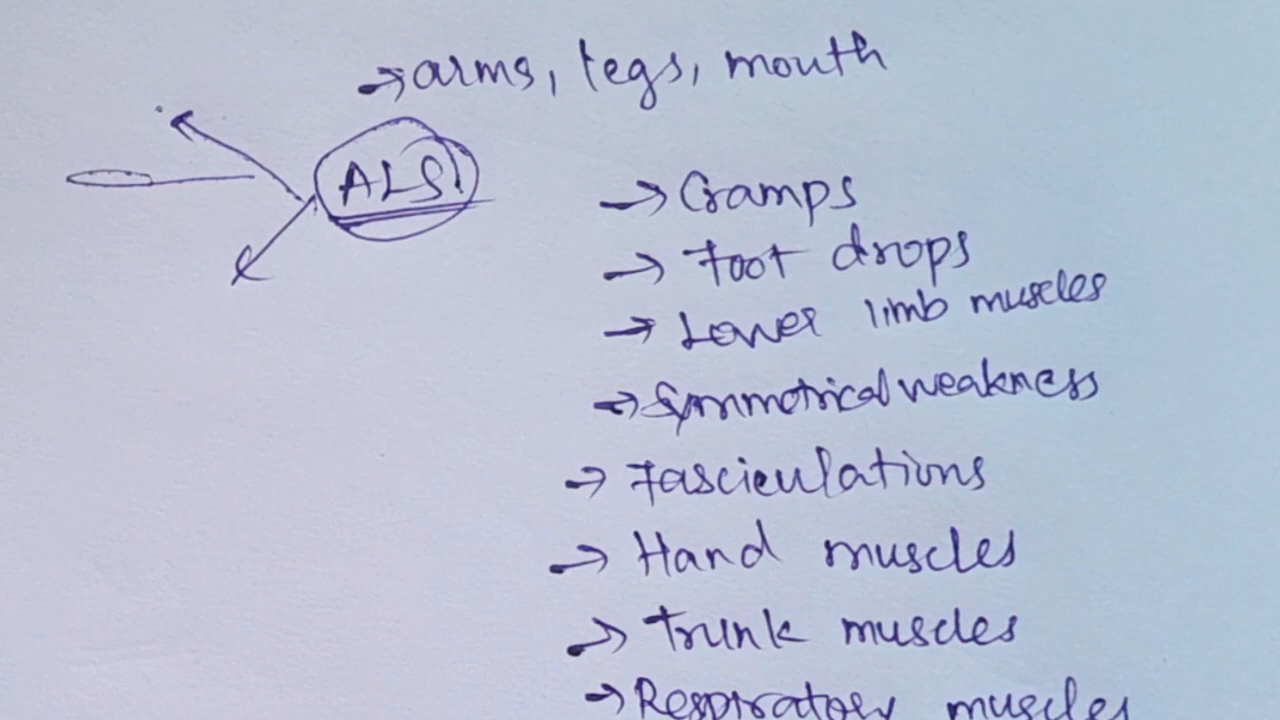 → arms, legs, mouth
ALS
→ Cramps
→ Foot drops
→ Lower limb muscles
→ Symmetrical weakness
→ Fasciculations
→ Hand muscles
→ Trunk muscles
→ Respiratory muscles